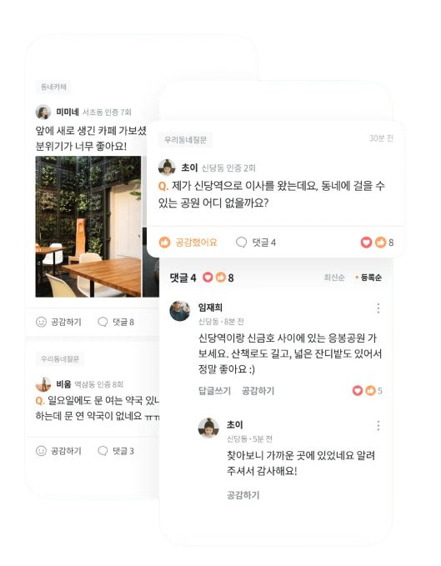 동네카페
미미네 서초동 인증 7회
앞에 새로 생긴 카페 가보셨
분위기가 너무 좋아요!
공감하기 댓글 8
우리동네질문
비움 역삼동 인증 8회
Q. 일요일에도 문 여는 약국 있나
하는데 문 연 약국이 없네요 ㅠㅠ
공감하기 댓글 3
우리동네질문 30분 전
초이 신당동 인증 2회
Q. 제가 신당역으로 이사를 왔는데요, 동네에 걸을 수
있는 공원 어디 없을까요?
공감했어요 댓글 4 8
댓글 4 8 최신순 • 등록순
임재희
신당동 • 8분 전
신당역이랑 신금호 사이에 있는 응봉공원 가
보세요. 산책로도 길고, 넓은 잔디밭도 있어서
정말 좋아요 :)
답글쓰기 공감하기 5
초이
신당동 • 5분 전
찾아보니 가까운 곳에 있었네요 알려
주셔서 감사해요!
공감하기